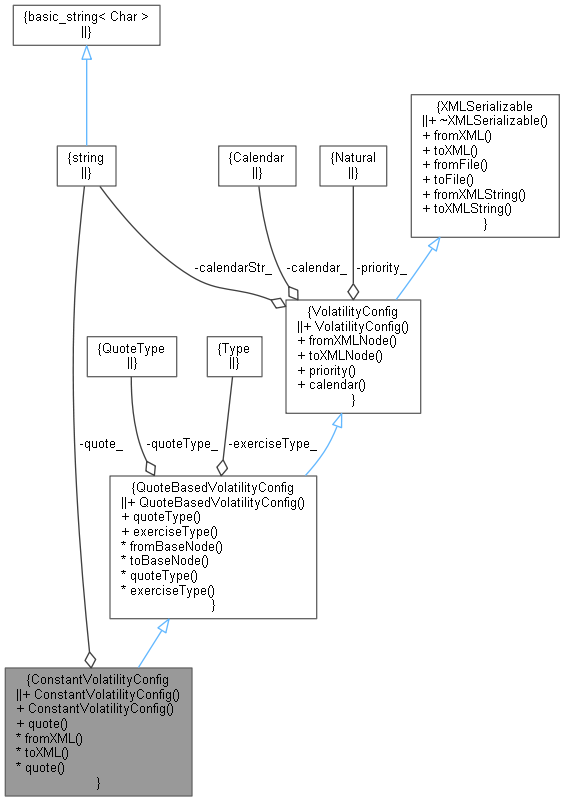 {basic_string< Char >
||}
{XMLSerializable
||+ ~XMLSerializable()
+ fromXML()
+ toXML()
+ fromFile()
+ toFile()
+ fromXMLString()
+ toXMLString()
}
{string
||}
{Calendar
||}
{Natural
||}
-calendarStr_
-calendar_
-priority_
{VolatilityConfig
||+ VolatilityConfig()
+ fromXMLNode()
+ toXMLNode()
+ priority()
+ calendar()
}
{QuoteType
||}
{Type
||}
-quote_
-quoteType_
-exerciseType_
{QuoteBasedVolatilityConfig
||+ QuoteBasedVolatilityConfig()
+ quoteType()
+ exerciseType()
* fromBaseNode()
* toBaseNode()
* quoteType()
* exerciseType()
}
{ConstantVolatilityConfig
||+ ConstantVolatilityConfig()
+ ConstantVolatilityConfig()
+ quote()
* fromXML()
* toXML()
* quote()
}